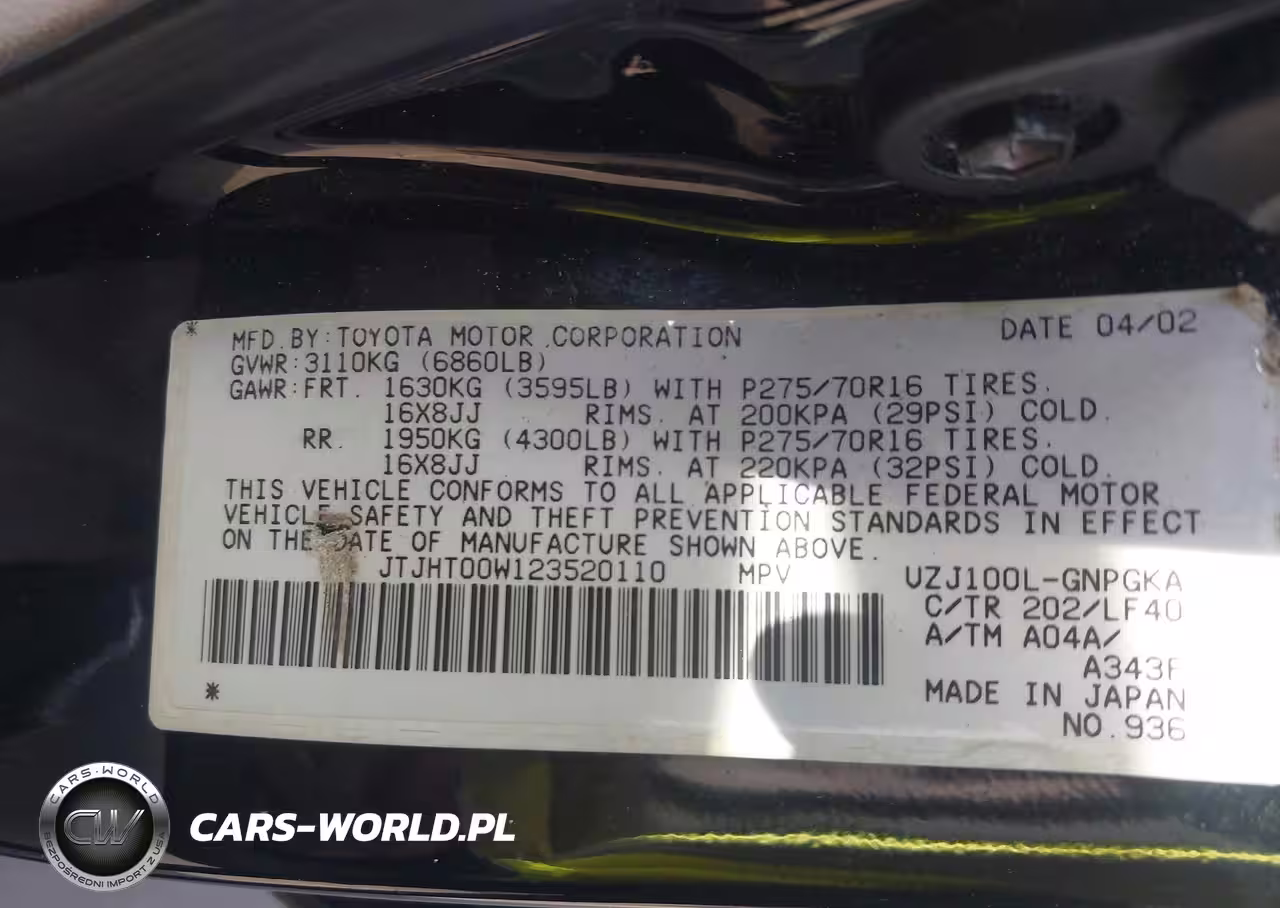 * MFD. BY: TOYOTA MOTOR CORPORATION DATE 04/02
GVWR: 3110KG (6860LB)
GAWR: FRT. 1630KG (3595LB) WITH P275/70R16 TIRES.
16X8JJ RIMS. AT 200KPA (29PSI) COLD.
RR. 1950KG (4300LB) WITH P275/70R16 TIRES.
16X8JJ RIMS. AT 220KPA (32PSI) COLD.
THIS VEHICLE CONFORMS TO ALL APPLICABLE FEDERAL MOTOR
VEHICLE SAFETY AND THEFT PREVENTION STANDARDS IN EFFECT
ON THE DATE OF MANUFACTURE SHOWN ABOVE.
JTJHT00W123520110 MPV UZJ100L-GNPGKA
C/TR 202/LF40
A/TM A04A/
A343F
* MADE IN JAPAN
NO. 936
CARS-WORLD
CW
BEZPOŚREDNI IMPORT Z USA
CARS-WORLD.PL